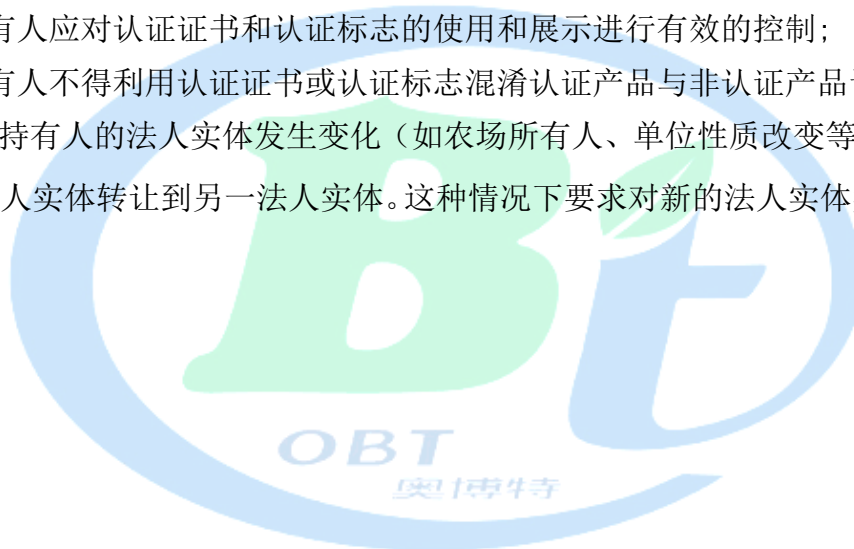 有人应对认证证书和认证标志的使用和展示进行有效的控制；
有人不得利用认证证书或认证标志混淆认证产品与非认证产品
持有人的法人实体发生变化（如农场所有人、单位性质改变等
人实体转让到另一法人实体。这种情况下要求对新的法人实体
Bt
OBT
奥博特